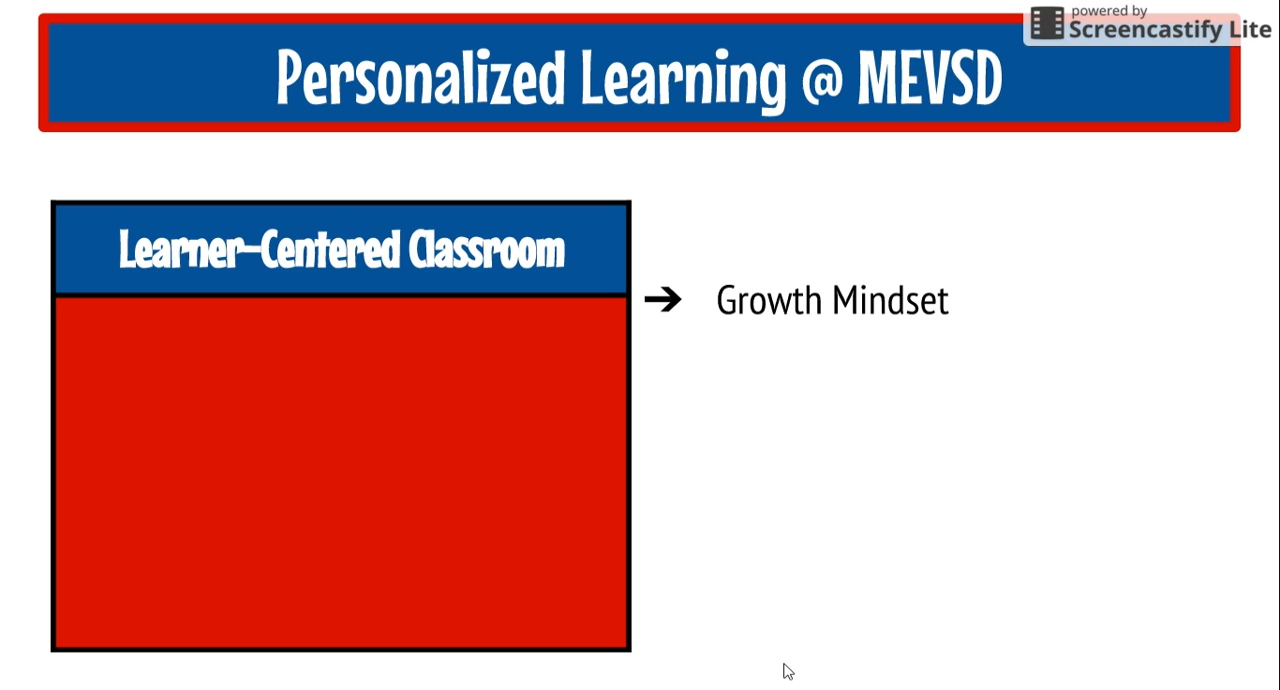 powered by
Screencastify Lite
Personalized Learning @ MEVSD
Learner-Centered Classroom
➔ Growth Mindset